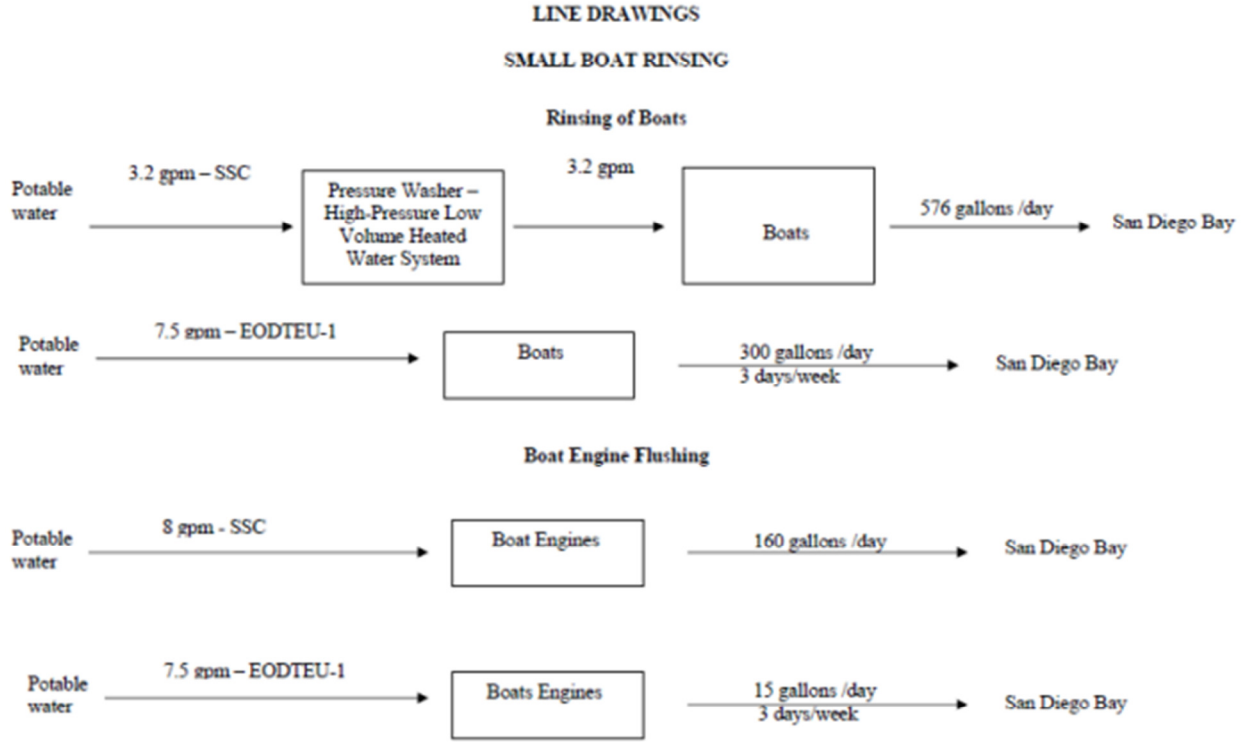 LINE DRAWINGS
SMALL BOAT RINSING
Rinsing of Boats
Potable
water
3.2 gpm – SSC
Pressure Washer –
High-Pressure Low
Volume Heated
Water System
3.2 gpm
Boats
576 gallons /day
San Diego Bay
Potable
water
7.5 gpm – EODTEU-1
Boats
300 gallons /day
3 days/week
San Diego Bay
Boat Engine Flushing
Potable
water
8 gpm - SSC
Boat Engines
160 gallons /day
San Diego Bay
Potable
water
7.5 gpm – EODTEU-1
Boats Engines
15 gallons /day
3 days/week
San Diego Bay